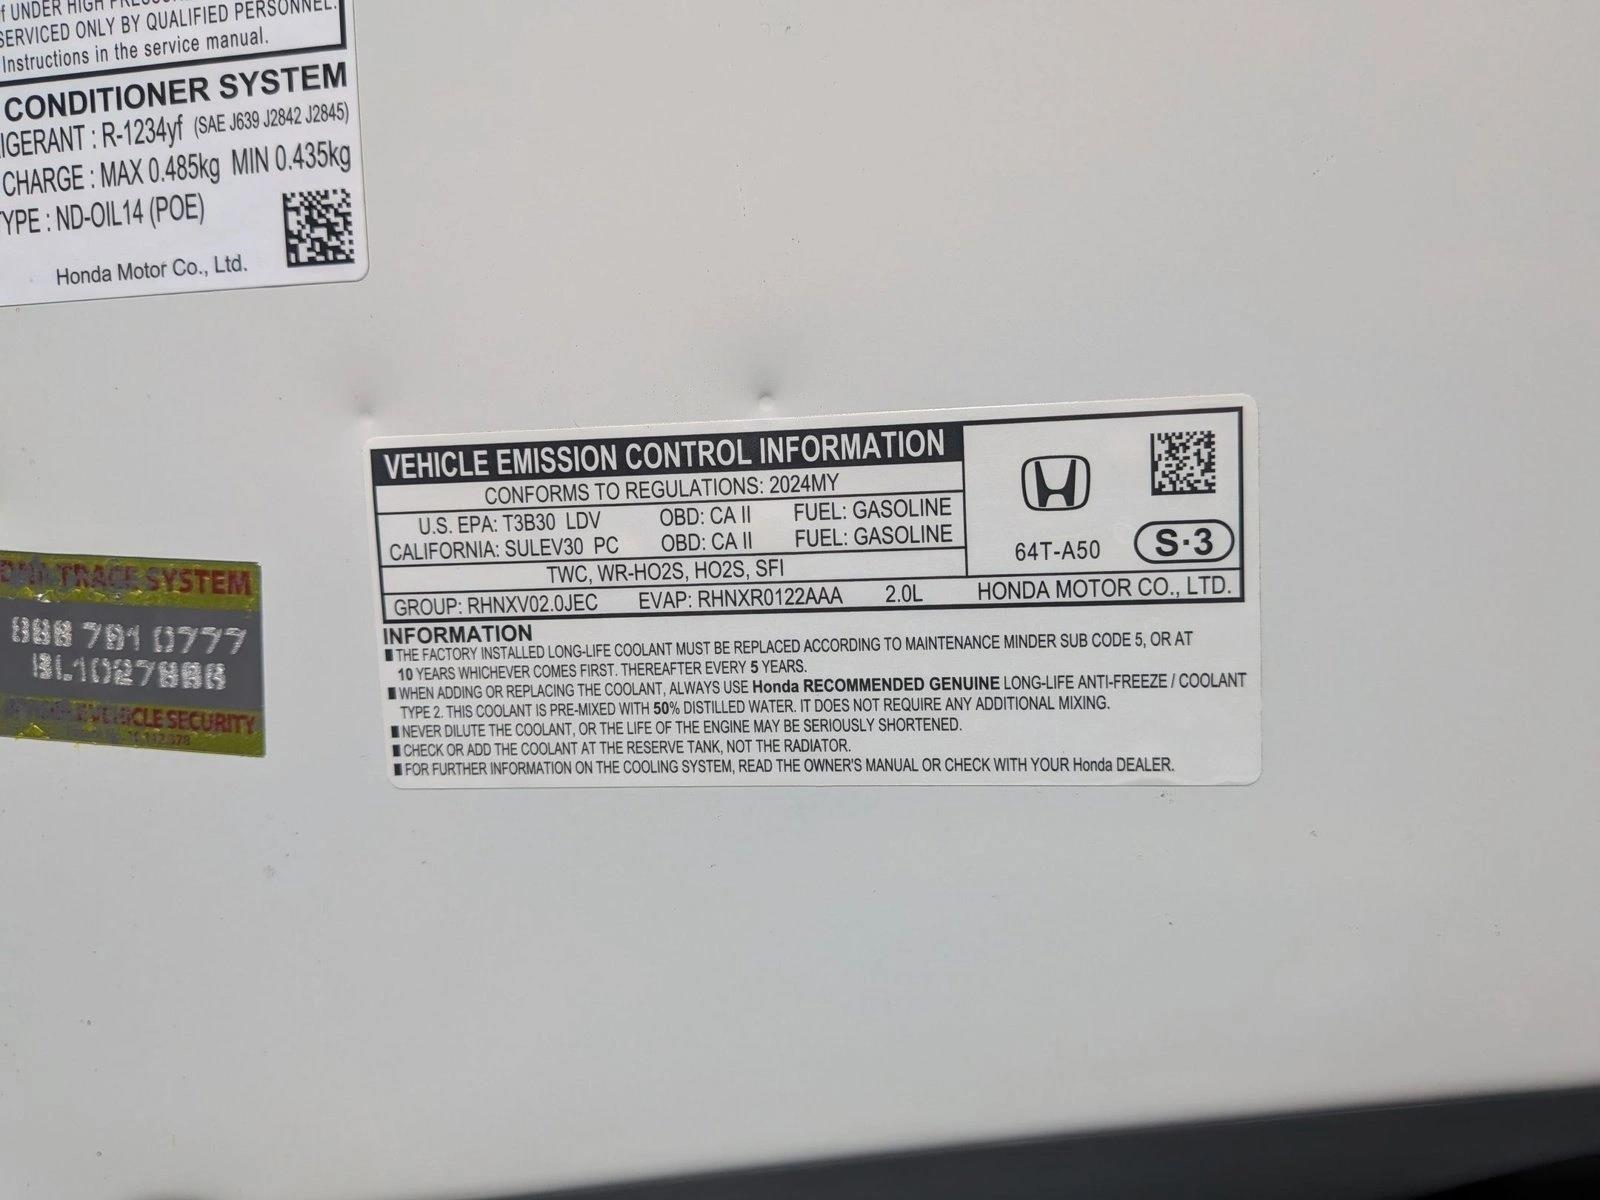 UNDER HIGH
SERVICED ONLY BY QUALIFIED PERSONNEL.
Instructions in the service manual.
CONDITIONER SYSTEM
: R-1234yf (SAE J639 J2842 J2845)
CHARGE : MAX 0.485kg MIN 0.435kg
: ND-OIL14 (POE)
Honda Motor Co., Ltd.
VEHICLE EMISSION CONTROL INFORMATION
CONFORMS TO REGULATIONS: 2024MY
U.S. EPA: T3B30 LDV OBD: CA II FUEL: GASOLINE
CALIFORNIA: SULEV30 PC OBD: CA II FUEL: GASOLINE
TWC, WR-HO2S, HO2S, SFI
GROUP: RHNXV02.0JEC EVAP: RHNXR0122AAA 2.0L HONDA MOTOR CO., LTD.
64T-A50 S·3
INFORMATION
THE FACTORY INSTALLED LONG-LIFE COOLANT MUST BE REPLACED ACCORDING TO MAINTENANCE MINDER SUB CODE 5, OR AT
10 YEARS WHICHEVER COMES FIRST. THEREAFTER EVERY 5 YEARS.
WHEN ADDING OR REPLACING THE COOLANT, ALWAYS USE Honda RECOMMENDED GENUINE LONG-LIFE ANTI-FREEZE / COOLANT
TYPE 2. THIS COOLANT IS PRE-MIXED WITH 50% DISTILLED WATER. IT DOES NOT REQUIRE ANY ADDITIONAL MIXING.
NEVER DILUTE THE COOLANT, OR THE LIFE OF THE ENGINE MAY BE SERIOUSLY SHORTENED.
CHECK OR ADD THE COOLANT AT THE RESERVE TANK, NOT THE RADIATOR.
FOR FURTHER INFORMATION ON THE COOLING SYSTEM, READ THE OWNER'S MANUAL OR CHECK WITH YOUR Honda DEALER.
TRACE SYSTEM
VEHICLE SECURITY